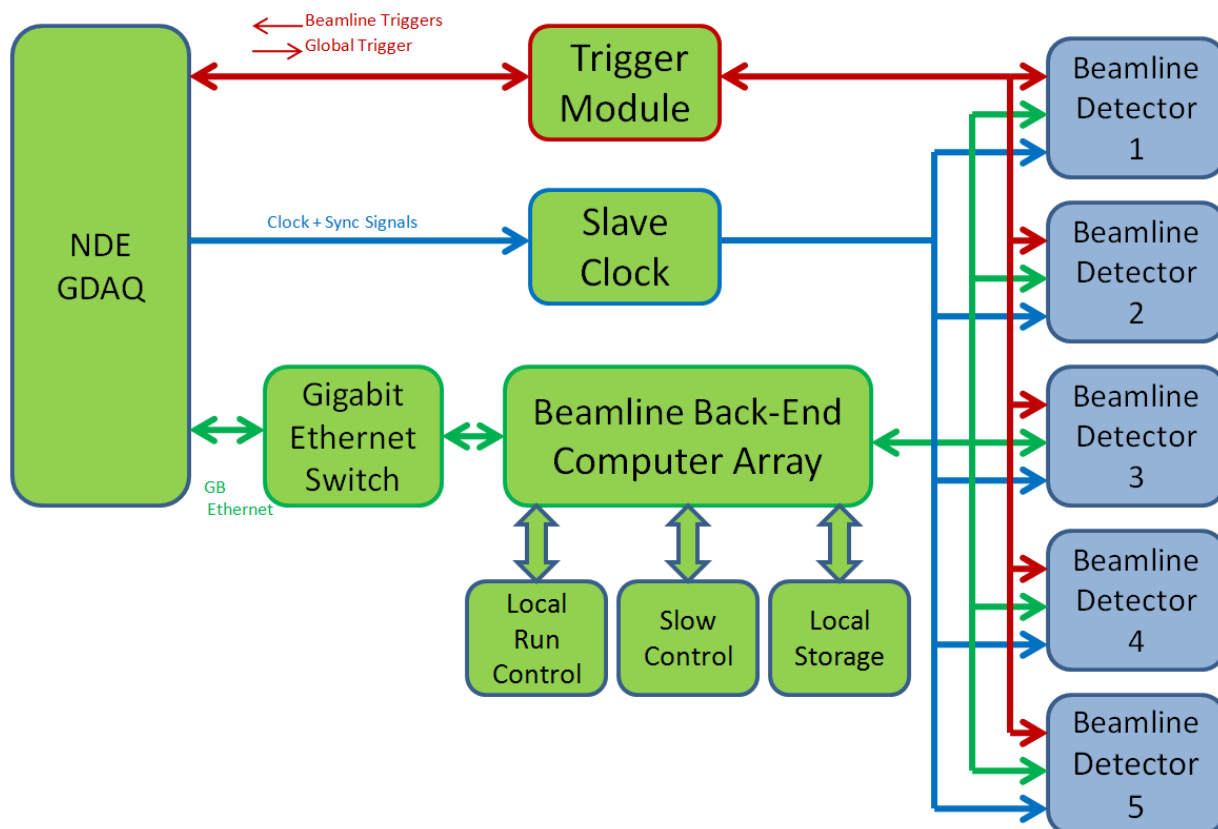 Beamline Triggers
Global Trigger
Trigger
Module
Beamline
Detector
1
NDE
GDAQ
Clock + Sync Signals
Slave
Clock
Beamline
Detector
2
Gigabit
Ethernet
Switch
GB
Ethernet
Beamline Back-End
Computer Array
Beamline
Detector
3
Local
Run
Control
Slow
Control
Local
Storage
Beamline
Detector
4
Beamline
Detector
5